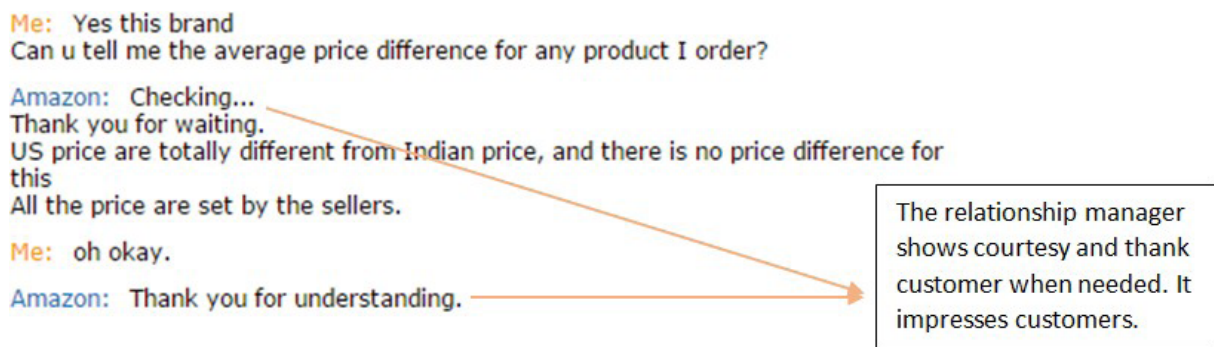 Me: Yes this brand
Can u tell me the average price difference for any product I order?
Amazon: Checking...
Thank you for waiting.
US price are totally different from Indian price, and there is no price difference for
this
All the price are set by the sellers.
Me: oh okay.
Amazon: Thank you for understanding.
The relationship manager
shows courtesy and thank
customer when needed. It
impresses customers.